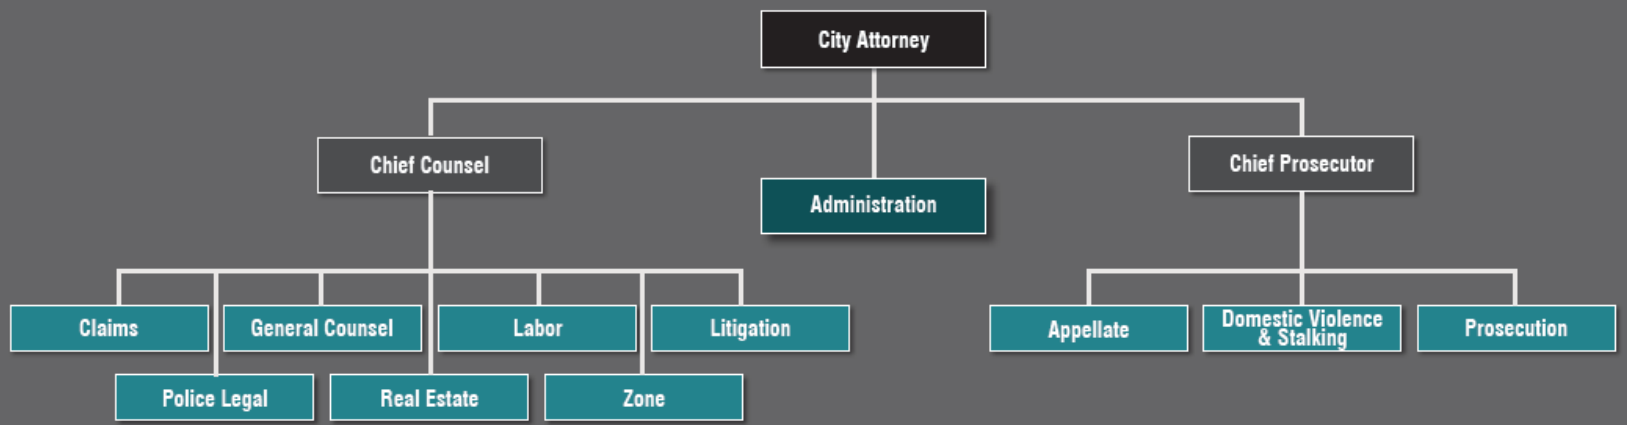 City Attorney
Chief Counsel
Administration
Chief Prosecutor
Claims
General Counsel
Labor
Litigation
Police Legal
Real Estate
Zone
Appellate
Domestic Violence
& Stalking
Prosecution